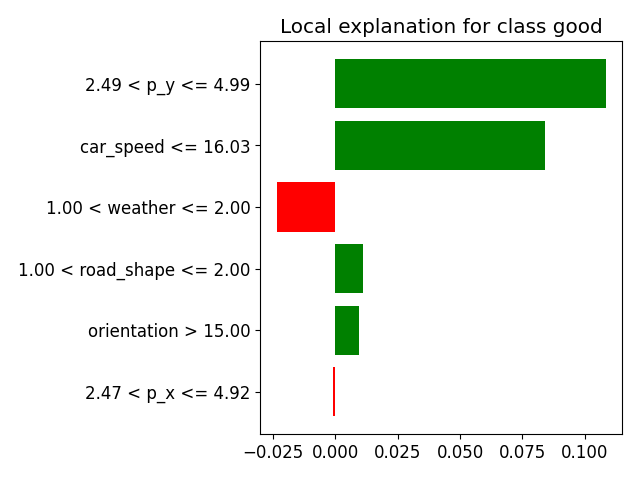 Local explanation for class good
2.49 < p_y <= 4.99
car_speed <= 16.03
1.00 < weather <= 2.00
1.00 < road_shape <= 2.00
orientation > 15.00
2.47 < p_x <= 4.92
−0.025 0.000 0.025 0.050 0.075 0.100